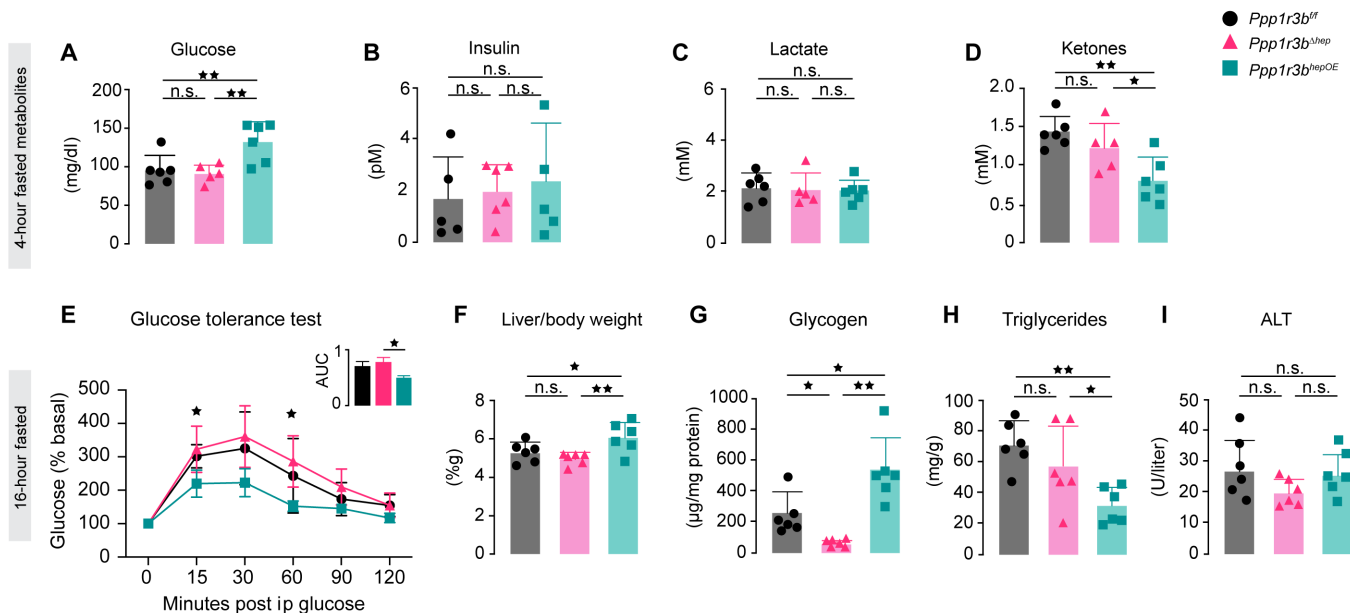 Ppp1r3b^f/f
Ppp1r3b^Δhep
Ppp1r3b^hepOE
4-hour fasted metabolites
A
Glucose
★★
n.s. ★★
(mg/dl)
200
150
100
50
0
B
Insulin
n.s.
n.s. n.s.
(pM)
6
4
2
0
C
Lactate
n.s.
n.s. n.s.
(mM)
6
4
2
0
D
Ketones
★★
n.s. ★
(mM)
2.0
1.5
1.0
0.5
0
16-hour fasted
E
Glucose tolerance test
Glucose (% basal)
500
400
300
200
100
0
★ ★
0 15 30 60 90 120
Minutes post ip glucose
AUC
1
0
★
F
Liver/body weight
★
n.s. ★★
(%g)
8
6
4
2
0
G
Glycogen
★
★ ★★
(μg/mg protein)
1000
800
600
400
200
0
H
Triglycerides
★★
n.s. ★
(mg/g)
100
80
60
40
20
0
I
ALT
n.s.
n.s. n.s.
(U/liter)
50
40
30
20
10
0